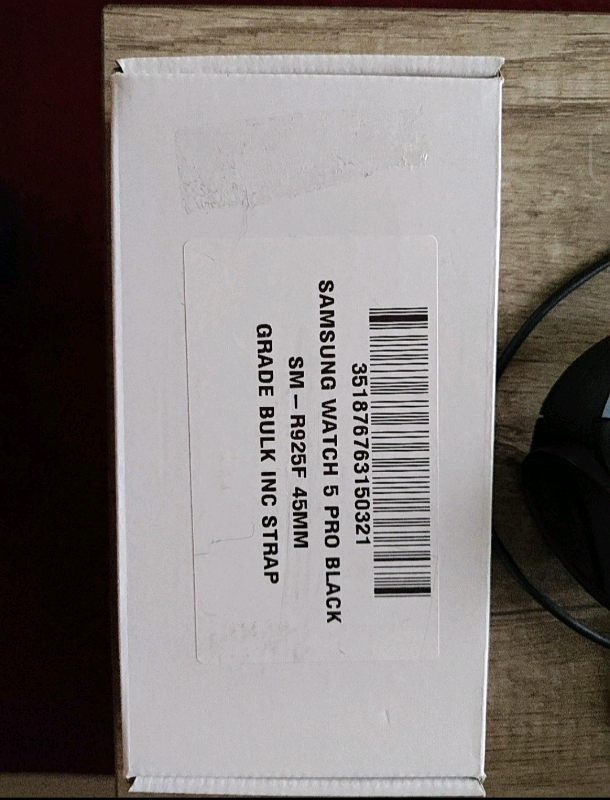 351876763150321
SAMSUNG WATCH 5 PRO BLACK
SM-R925F 45MM
GRADE BULK INC STRAP